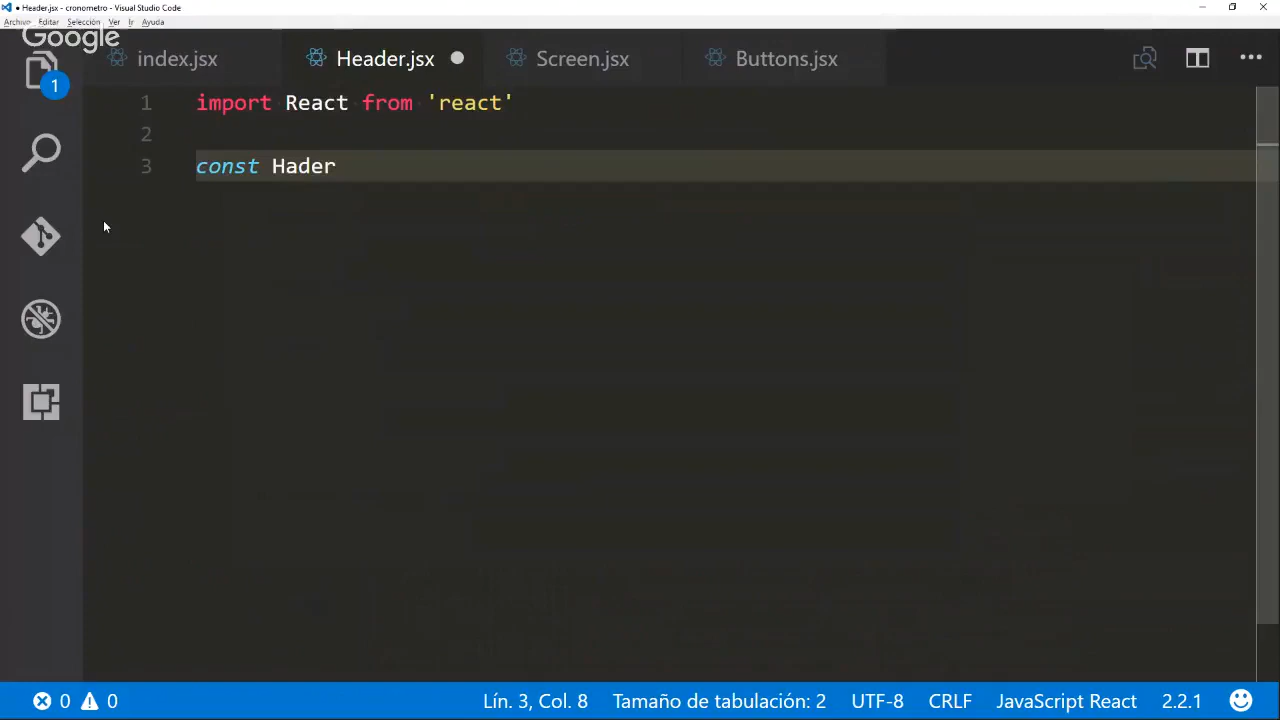 ● Header.jsx - cronometro - Visual Studio Code
Archivo Editar Selección Ver Ir Ayuda
Google
index.jsx Header.jsx ● Screen.jsx Buttons.jsx
1
1 import React from 'react'
2
3 const Hader
0 0 Lín. 3, Col. 8 Tamaño de tabulación: 2 UTF-8 CRLF JavaScript React 2.2.1